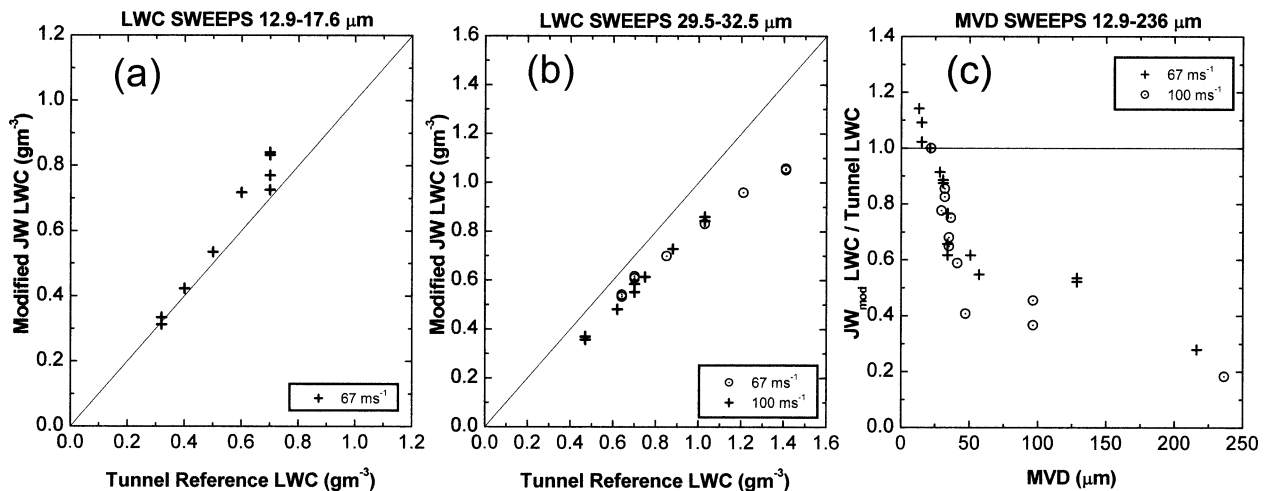 LWC SWEEPS 12.9-17.6 μm
(a)
Modified JW LWC (gm⁻³)
1.2
1.0
0.8
0.6
0.4
0.2
0.0
+ 67 ms⁻¹
0.0 0.2 0.4 0.6 0.8 1.0 1.2
Tunnel Reference LWC (gm⁻³)
LWC SWEEPS 29.5-32.5 μm
(b)
Modified JW LWC (gm⁻³)
1.6
1.4
1.2
1.0
0.8
0.6
0.4
0.2
0.0
⊙ 67 ms⁻¹
+ 100 ms⁻¹
0.0 0.2 0.4 0.6 0.8 1.0 1.2 1.4 1.6
Tunnel Reference LWC (gm⁻³)
MVD SWEEPS 12.9-236 μm
(c)
+ 67 ms⁻¹
⊙ 100 ms⁻¹
JWmod LWC / Tunnel LWC
1.4
1.2
1.0
0.8
0.6
0.4
0.2
0.0
0 50 100 150 200 250
MVD (μm)